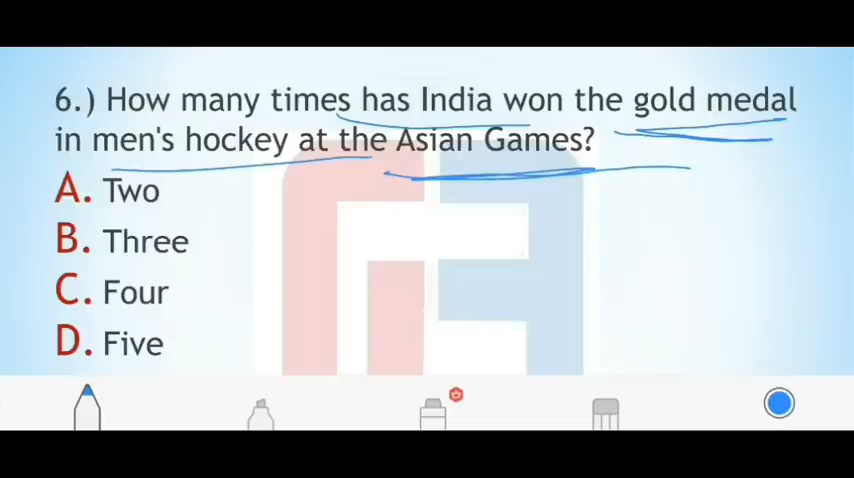 6.) How many times has India won the gold medal
in men's hockey at the Asian Games?
A. Two
B. Three
C. Four
D. Five